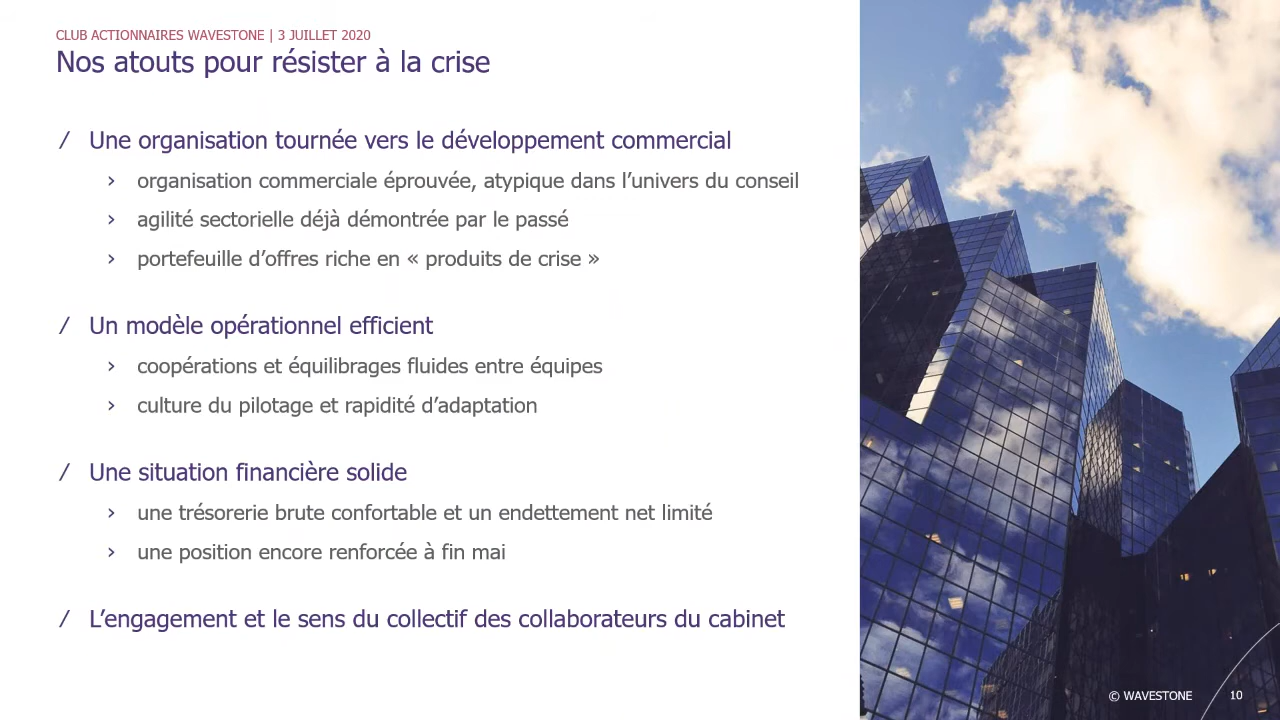 CLUB ACTIONNAIRES WAVESTONE | 3 JUILLET 2020
Nos atouts pour résister à la crise
/ Une organisation tournée vers le développement commercial
› organisation commerciale éprouvée, atypique dans l’univers du conseil
› agilité sectorielle déjà démontrée par le passé
› portefeuille d’offres riche en « produits de crise »
/ Un modèle opérationnel efficient
› coopérations et équilibrages fluides entre équipes
› culture du pilotage et rapidité d’adaptation
/ Une situation financière solide
› une trésorerie brute confortable et un endettement net limité
› une position encore renforcée à fin mai
/ L’engagement et le sens du collectif des collaborateurs du cabinet
© WAVESTONE 10